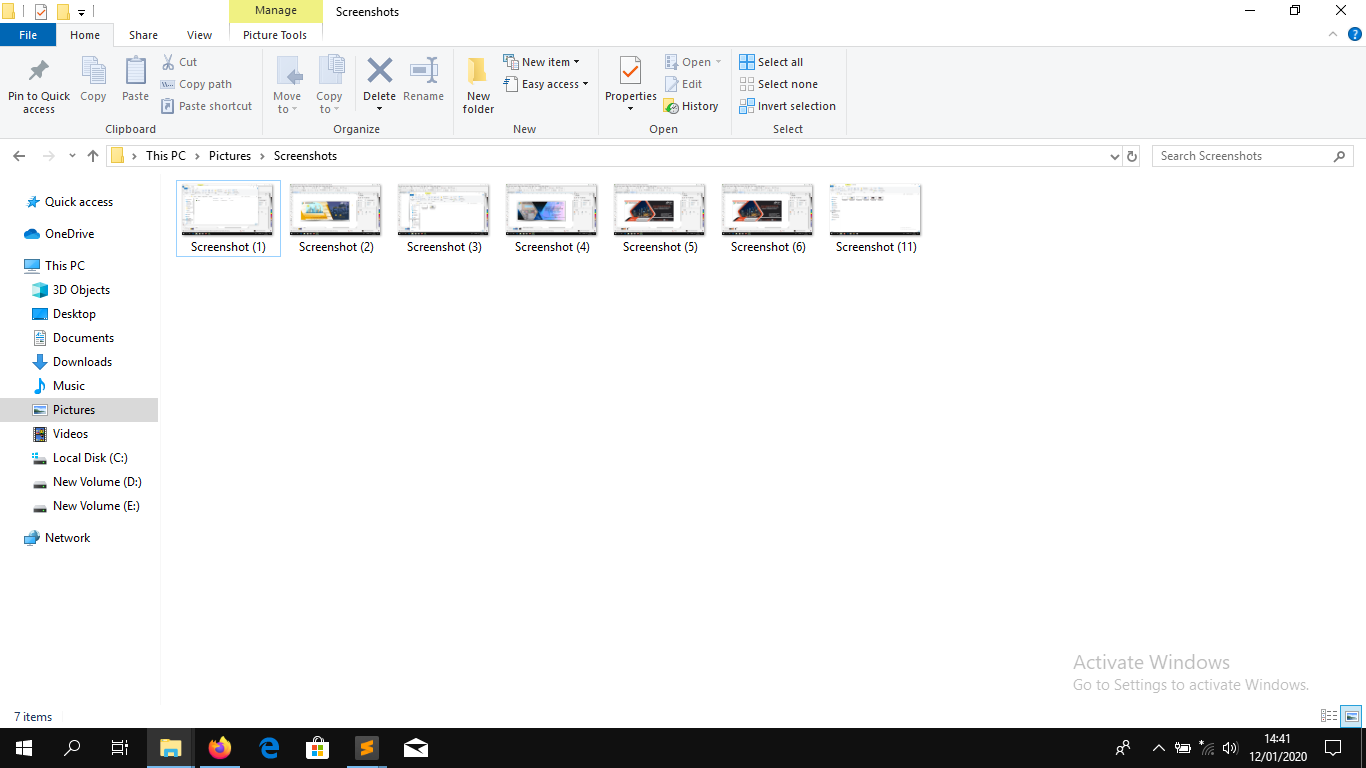 Manage
Screenshots
File
Home
Share
View
Picture Tools
Pin to Quick access
Copy
Paste
Cut
Copy path
Paste shortcut
Clipboard
Move to
Copy to
Delete
Rename
Organize
New folder
New item
Easy access
New
Properties
Open
Edit
History
Open
Select all
Select none
Invert selection
Select
This PC > Pictures > Screenshots
Search Screenshots
Quick access
OneDrive
This PC
3D Objects
Desktop
Documents
Downloads
Music
Pictures
Videos
Local Disk (C:)
New Volume (D:)
New Volume (E:)
Network
Screenshot (1)
Screenshot (2)
Screenshot (3)
Screenshot (4)
Screenshot (5)
Screenshot (6)
Screenshot (11)
Activate Windows
Go to Settings to activate Windows.
7 items
14:41
12/01/2020